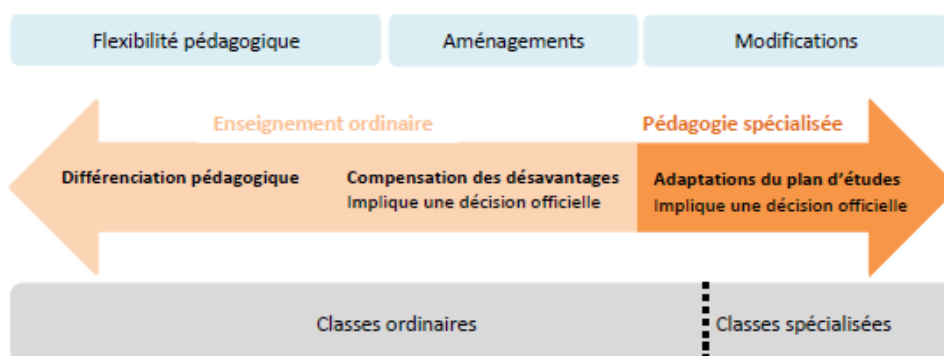 Flexibilité pédagogique
Aménagements
Modifications
Enseignement ordinaire
Pédagogie spécialisée
Différenciation pédagogique
Compensation des désavantages
Implique une décision officielle
Adaptations du plan d'études
Implique une décision officielle
Classes ordinaires
Classes spécialisées